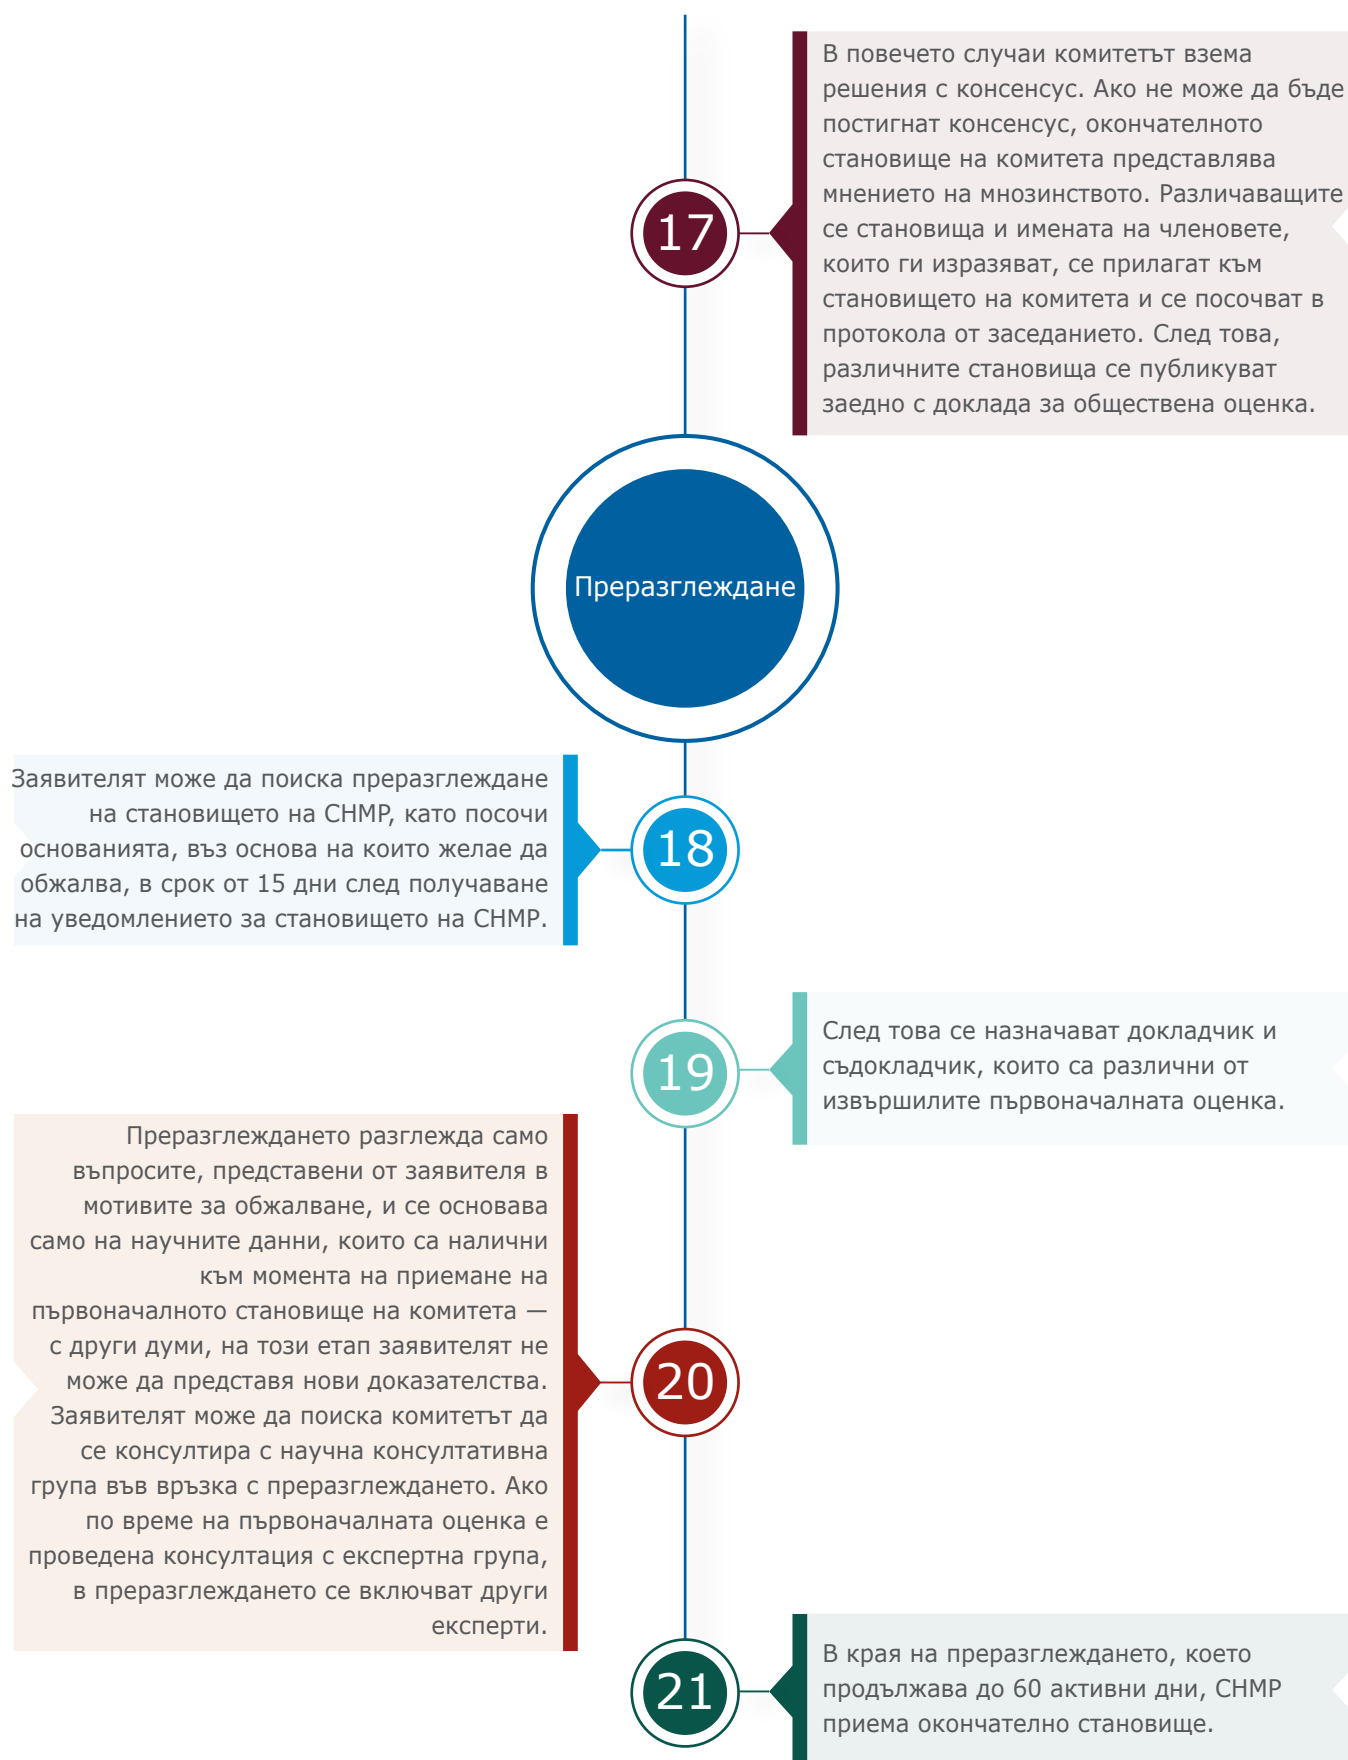 В повечето случаи комитетът взема
решения с консенсус. Ако не може да бъде
постигнат консенсус, окончателното
становище на комитета представлява
мнението на мнозинството. Различаващите
се становища и имената на членовете,
които ги изразяват, се прилагат към
становището на комитета и се посочват в
протокола от заседанието. След това,
различните становища се публикуват
заедно с доклада за обществена оценка.
17
Преразглеждане
Заявителят може да поиска преразглеждане
на становището на CHMP, като посочи
основанията, въз основа на които желае да
обжалва, в срок от 15 дни след получаване
на уведомлението за становището на CHMP.
18
19
След това се назначават докладчик и
съдокладчик, които са различни от
извършилите първоначалната оценка.
Преразглеждането разглежда само
въпросите, представени от заявителя в
мотивите за обжалване, и се основава
само на научните данни, които са налични
към момента на приемане на
първоначалното становище на комитета —
с други думи, на този етап заявителят не
може да представя нови доказателства.
Заявителят може да поиска комитетът да
се консултира с научна консултативна
група във връзка с преразглеждането. Ако
по време на първоначалната оценка е
проведена консултация с експертна група,
в преразглеждането се включват други
експерти.
20
21
В края на преразглеждането, което
продължава до 60 активни дни, CHMP
приема окончателно становище.